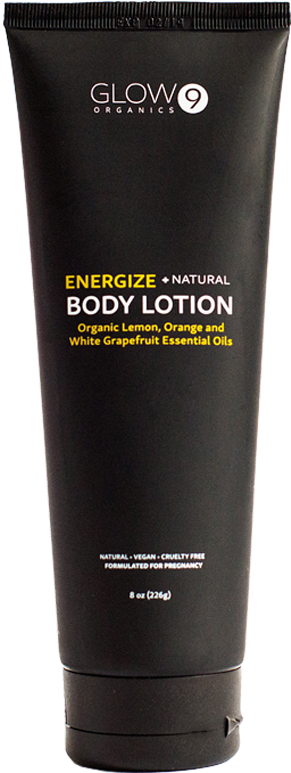 GLOW9
ORGANICS
ENERGIZE + NATURAL
BODY LOTION
Organic Lemon, Orange and
White Grapefruit Essential Oils
NATURAL • VEGAN • CRUELTY FREE
FORMULATED FOR PREGNANCY
8 oz (226g)